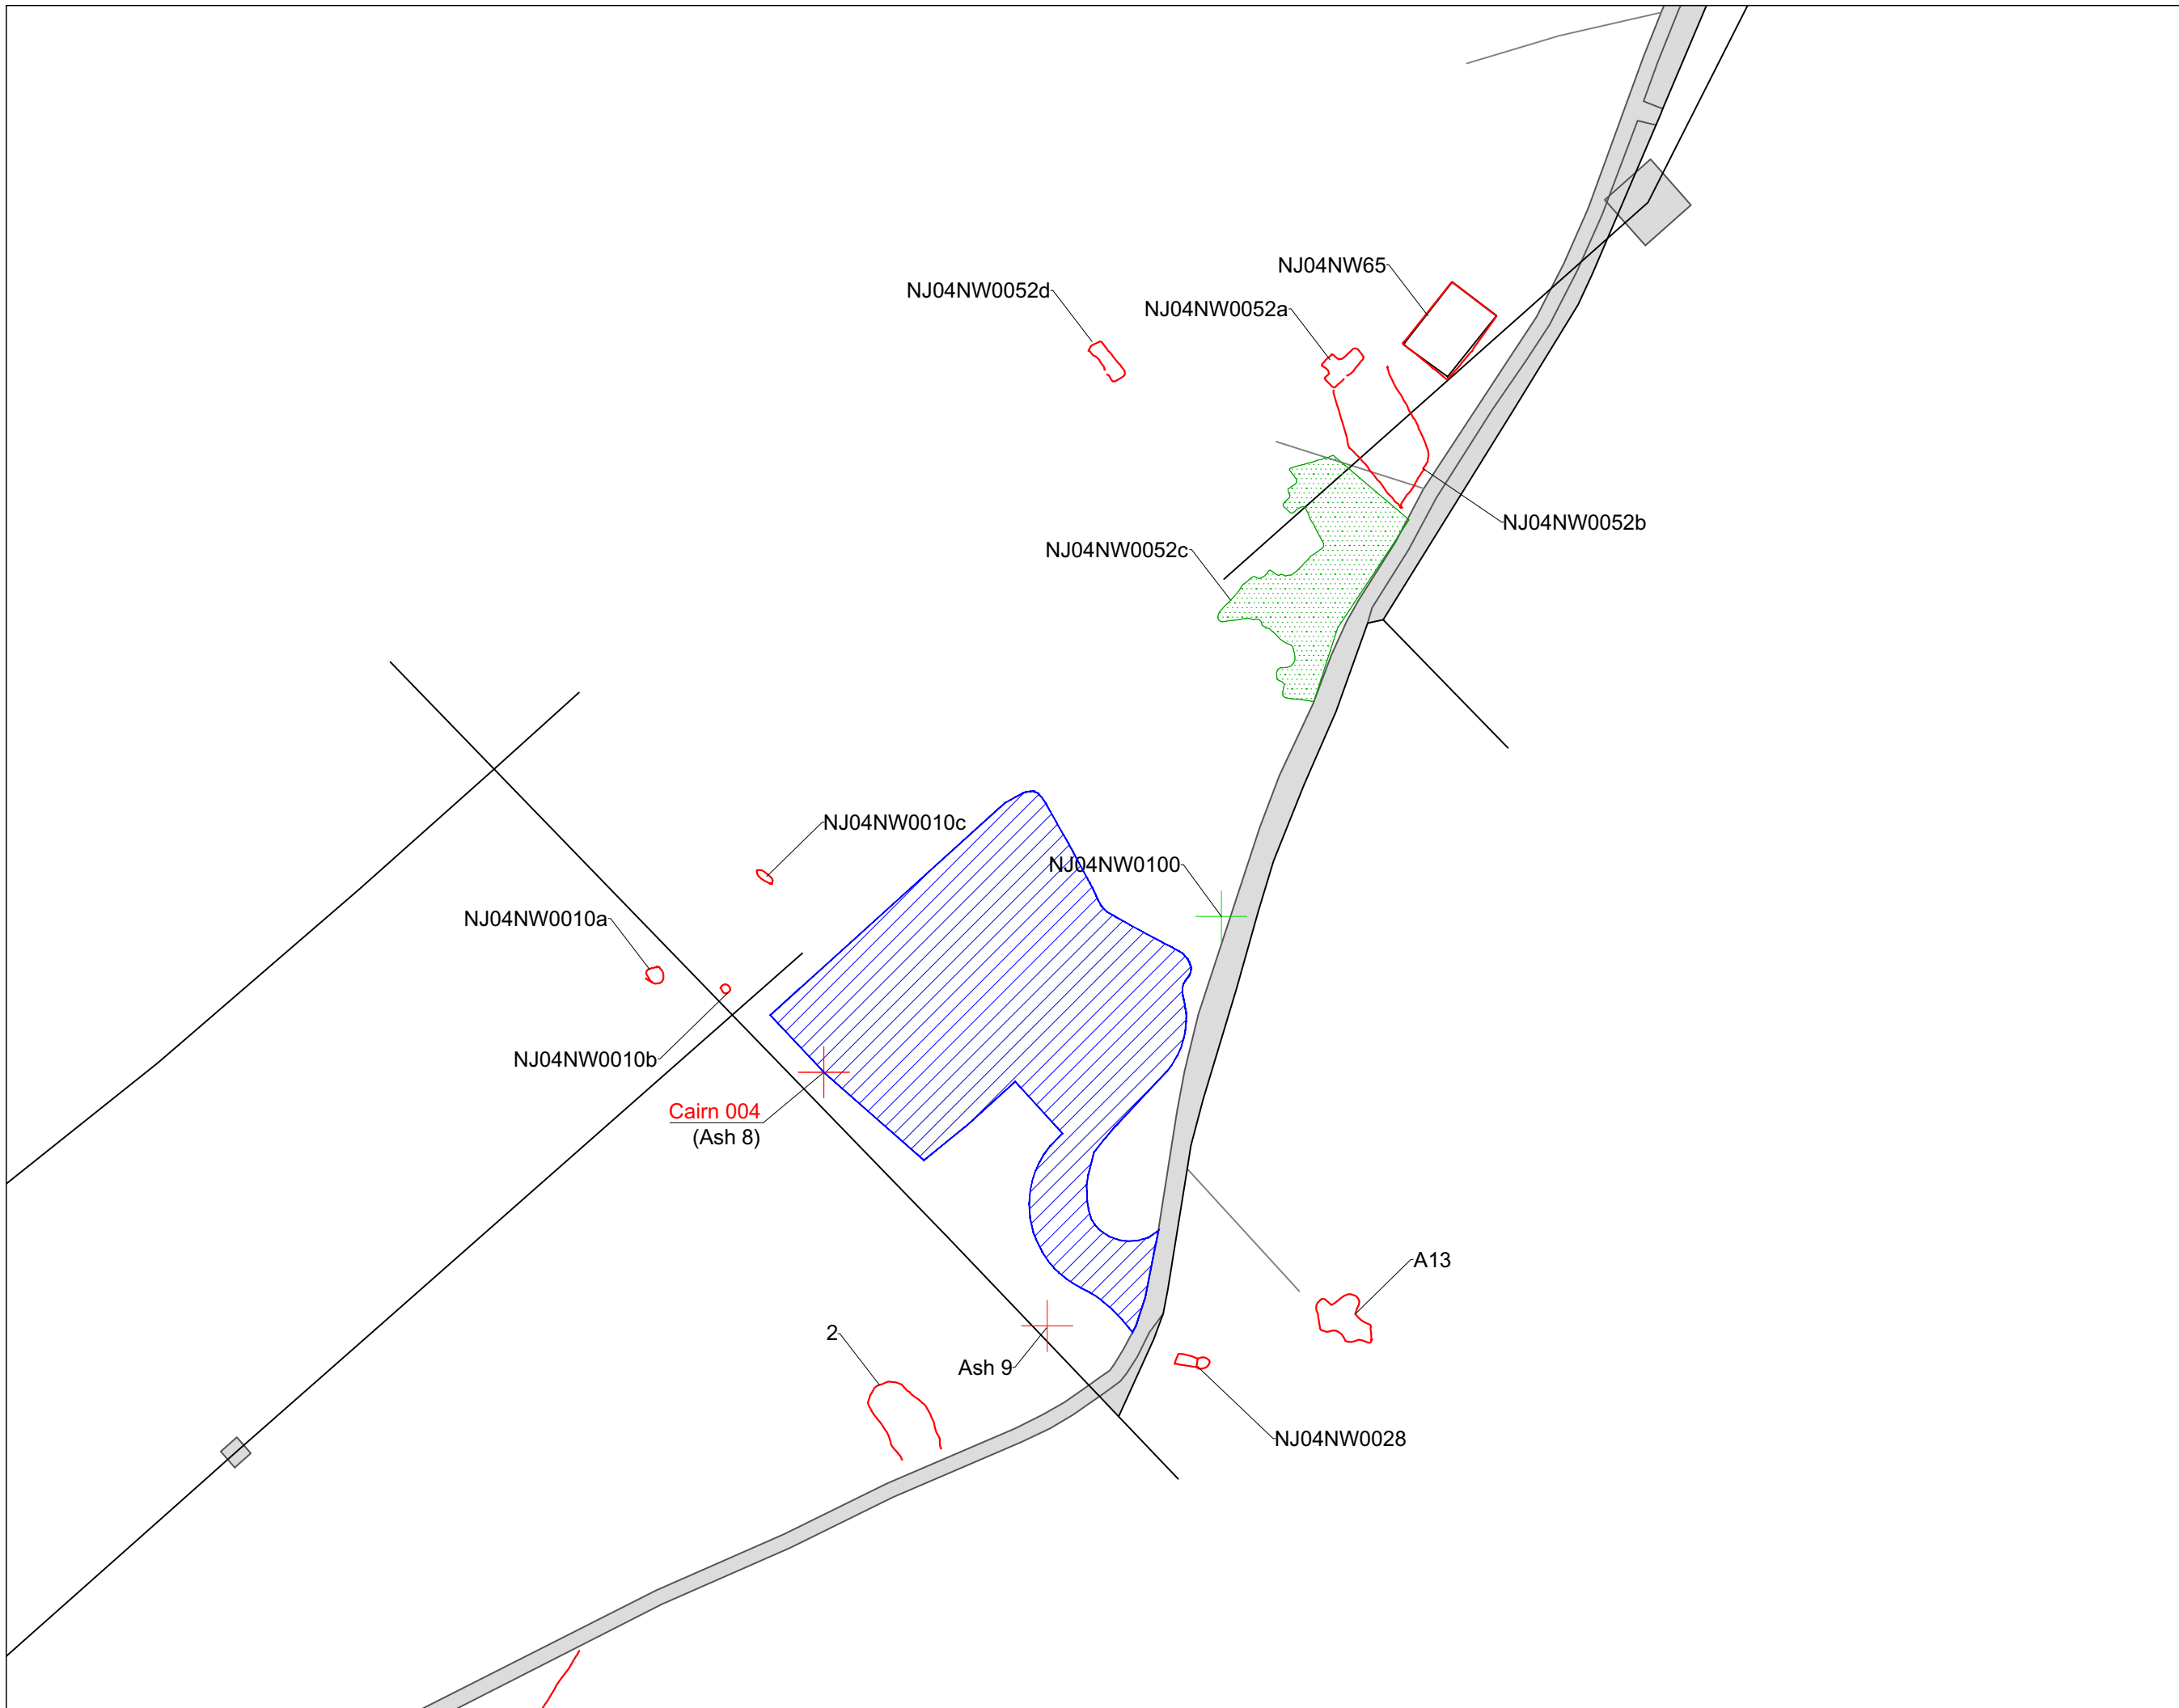 NJ04NW65
NJ04NW0052d
NJ04NW0052a
NJ04NW0052b
NJ04NW0052c
NJ04NW0010c
NJ04NW0100
NJ04NW0010a
NJ04NW0010b
Cairn 004
(Ash 8)
A13
2
Ash 9
NJ04NW0028